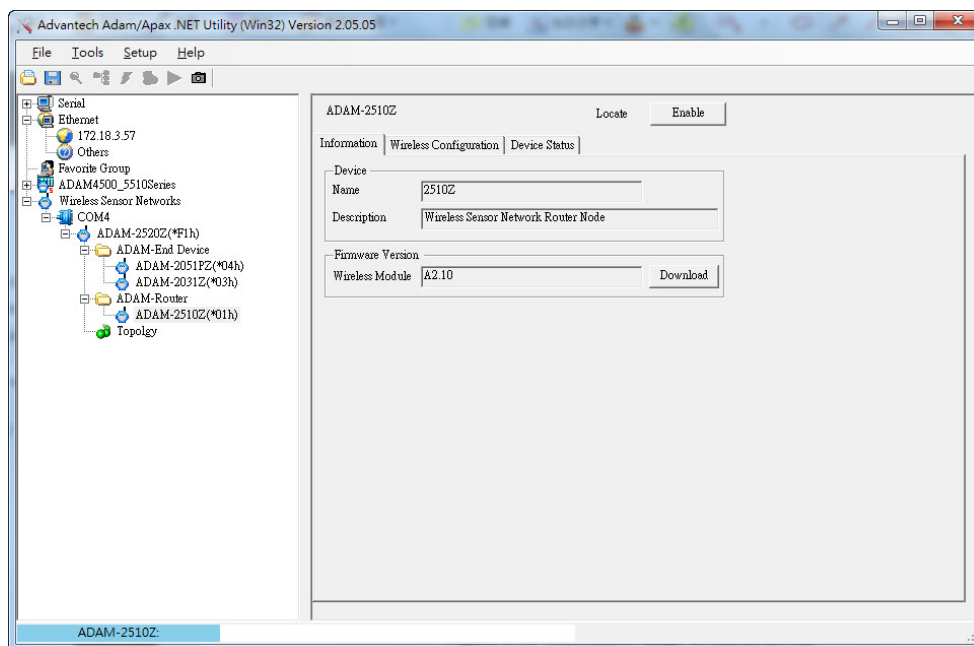 Advantech Adam/Apax .NET Utility (Win32) Version 2.05.05
File Tools Setup Help
Serial
Ethernet
172.18.3.57
Others
Favorite Group
ADAM4500_5510Series
Wireless Sensor Networks
COM4
ADAM-2520Z(*F1h)
ADAM-End Device
ADAM-2051PZ(*04h)
ADAM-2031Z(*03h)
ADAM-Router
ADAM-2510Z(*01h)
Topolgy
ADAM-2510Z Locate Enable
Information Wireless Configuration Device Status
Device
Name 2510Z
Description Wireless Sensor Network Router Node
Firmware Version
Wireless Module A2.10 Download
ADAM-2510Z: